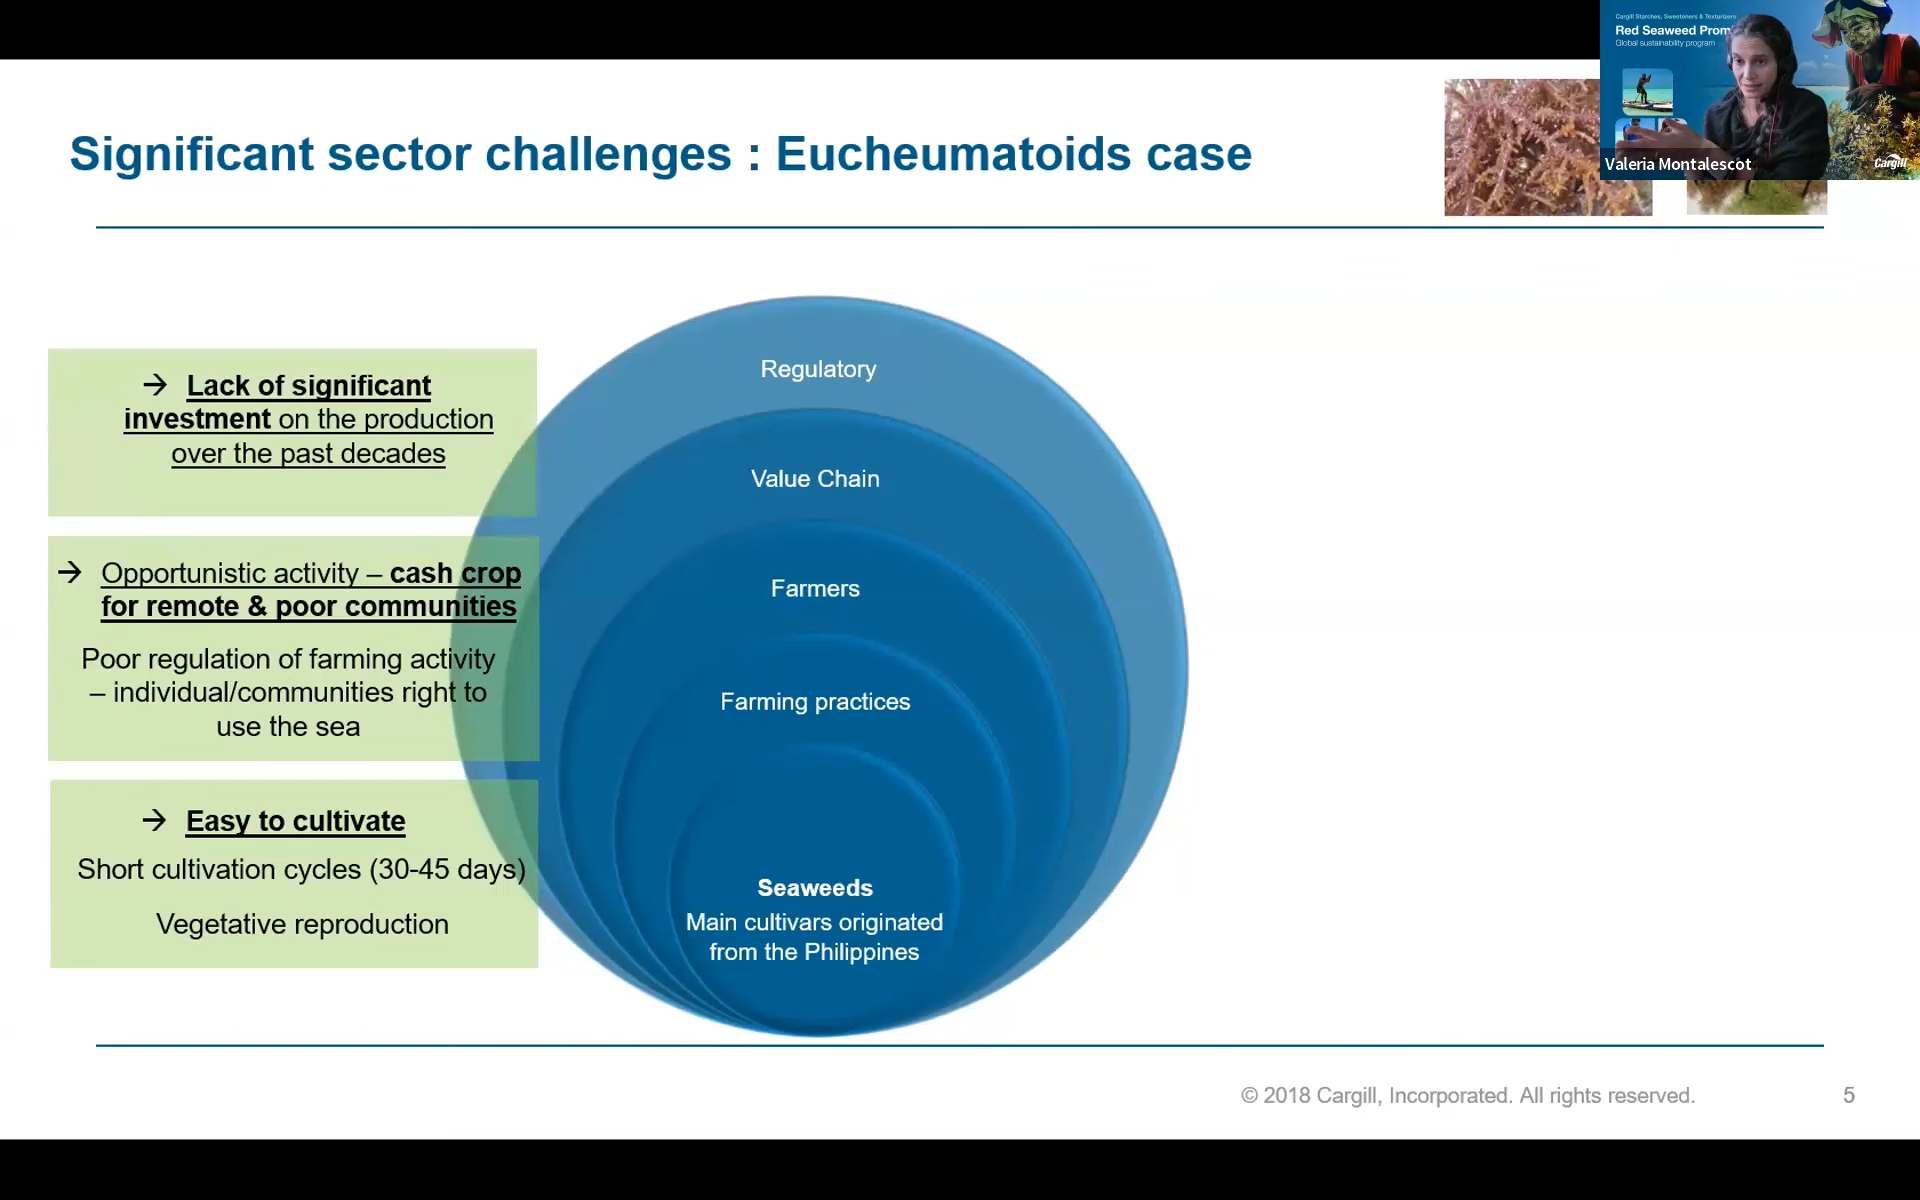 Cargill Starches, Sweeteners & Texturizers
Red Seaweed Prom
Global sustainability program
Valeria Montalescot
Cargill
Significant sector challenges : Eucheumatoids case
→ Lack of significant
investment on the production
over the past decades
→ Opportunistic activity – cash crop
for remote & poor communities
Poor regulation of farming activity
– individual/communities right to
use the sea
→ Easy to cultivate
Short cultivation cycles (30-45 days)
Vegetative reproduction
Regulatory
Value Chain
Farmers
Farming practices
Seaweeds
Main cultivars originated
from the Philippines
© 2018 Cargill, Incorporated. All rights reserved.
5